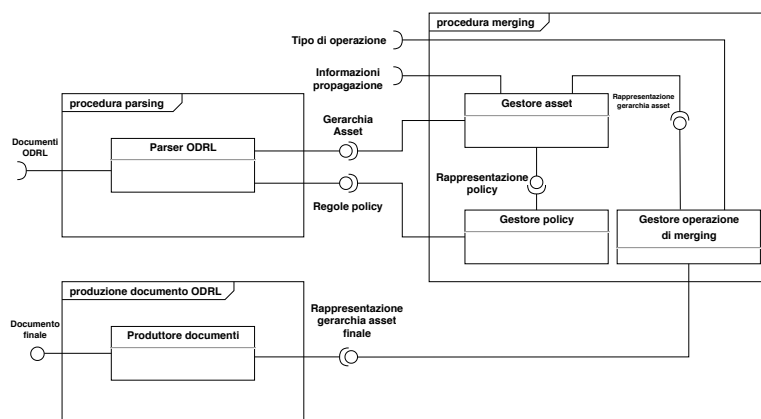 procedura merging
Tipo di operazione
Informazioni
propagazione
procedura parsing
Gestore asset
Rappresentazione
gerarchia asset
Gerarchia
Asset
Documenti
ODRL
Parser ODRL
Rappresentazione
policy
Regole policy
Gestore policy
Gestore operazione
di merging
produzione documento ODRL
Rappresentazione
gerarchia asset
finale
Documento
finale
Produttore documenti